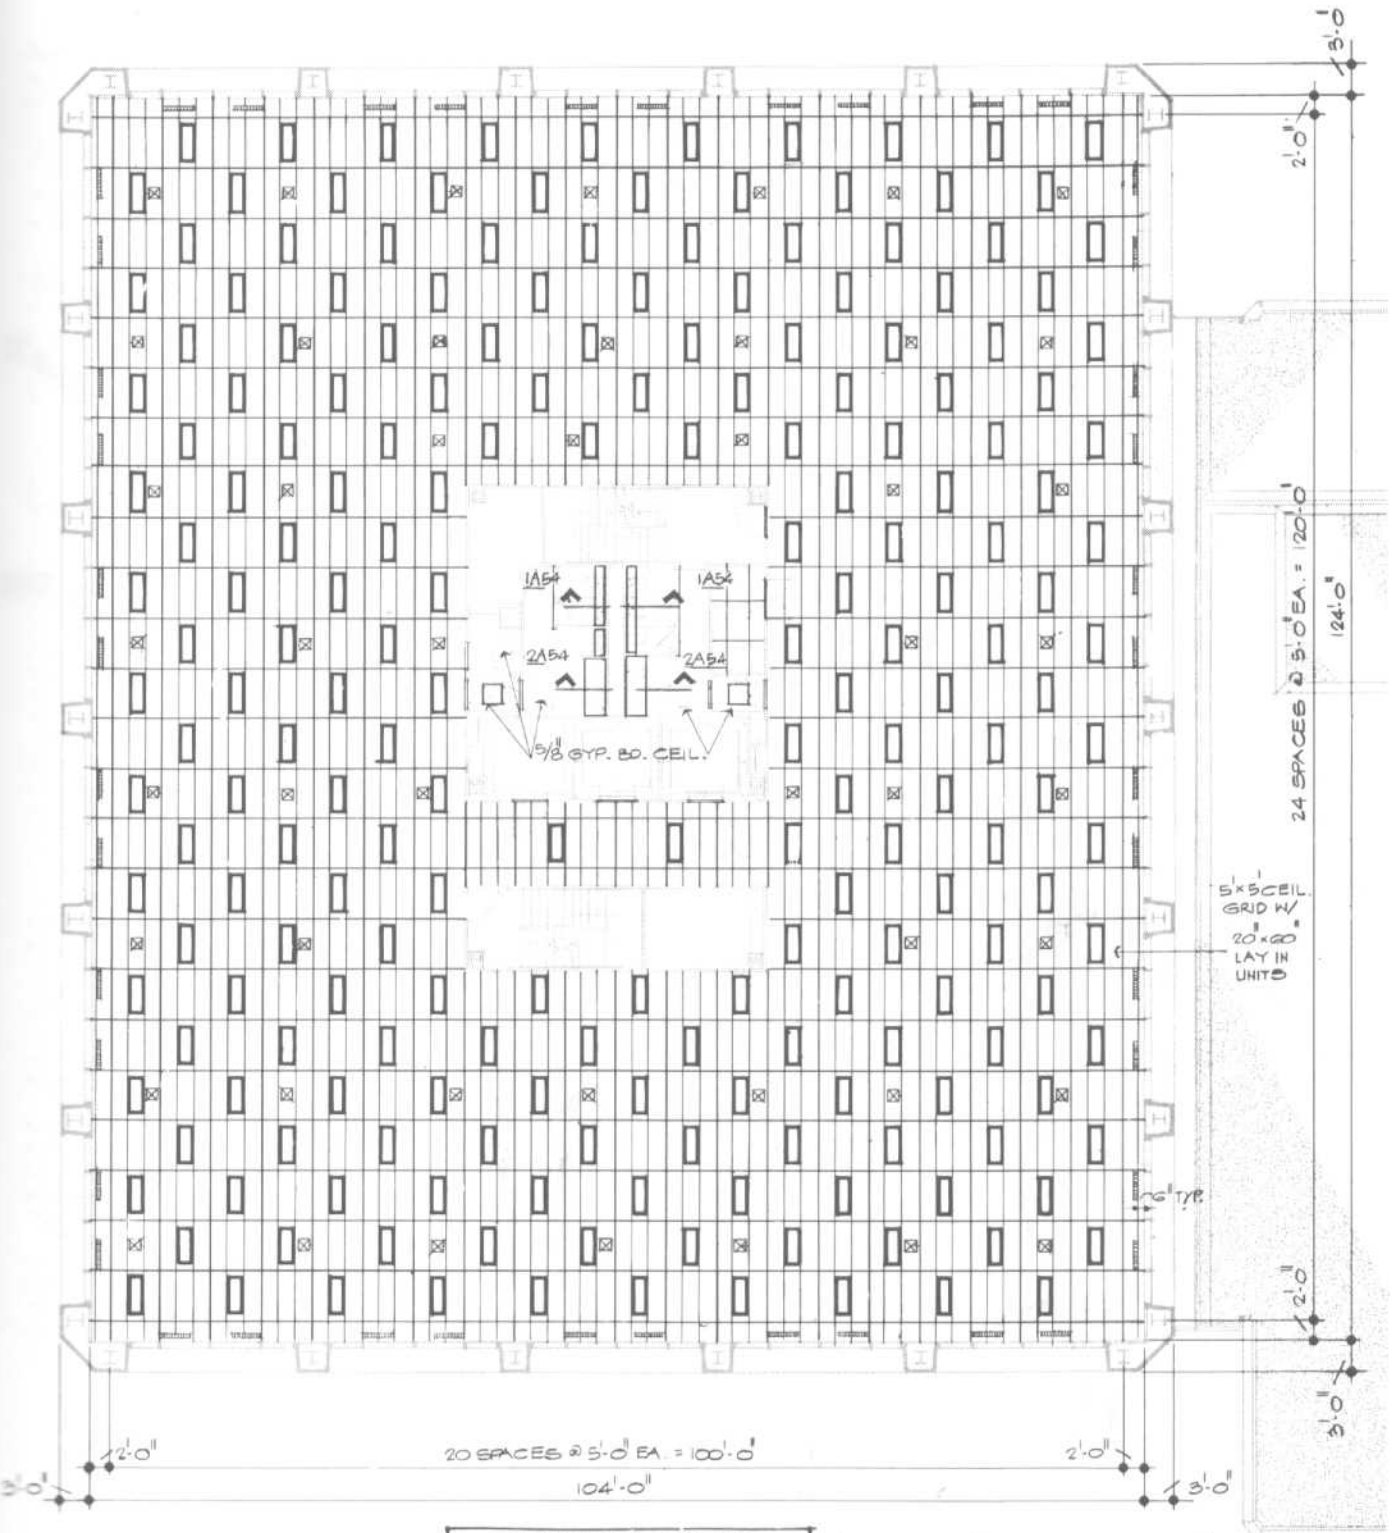 3'-0
2'-0"
1A54
1A54
2A54
2A54
5/8" GYP. BD. CEIL.
24 SPACES @ 5'-0" EA. = 120'-0"
124'-0"
5'x5' CEIL.
GRID W/
20"x60"
LAY IN
UNITS
6" TYP.
2'-0"
3'-0"
2'-0"
20 SPACES @ 5'-0" EA. = 100'-0"
2'-0"
104'-0"
3'-0"